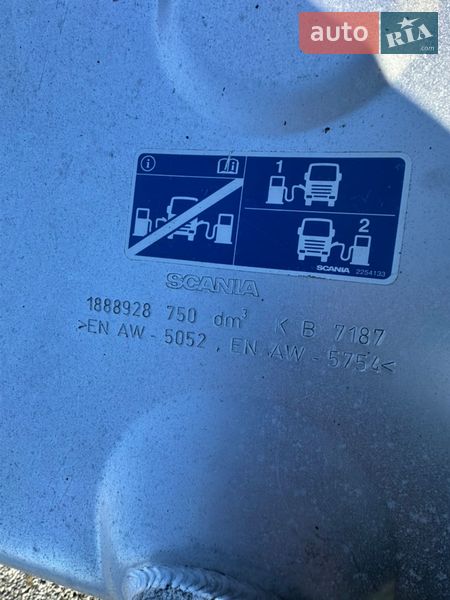 auto RIA
.com
1
2
SCANIA 2254133
SCANIA
1888928 750 dm³ K B 7187
>EN AW-5052, EN AW-5754<